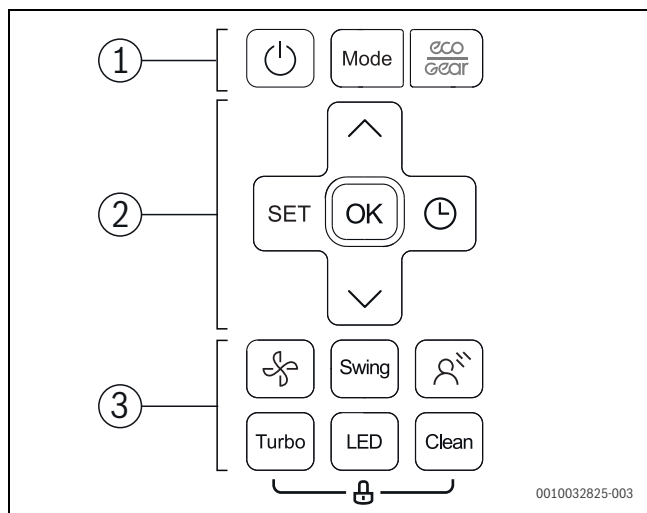 1
Mode
eco
Gear
2
SET
OK
3
Swing
Turbo
LED
Clean
0010032825-003